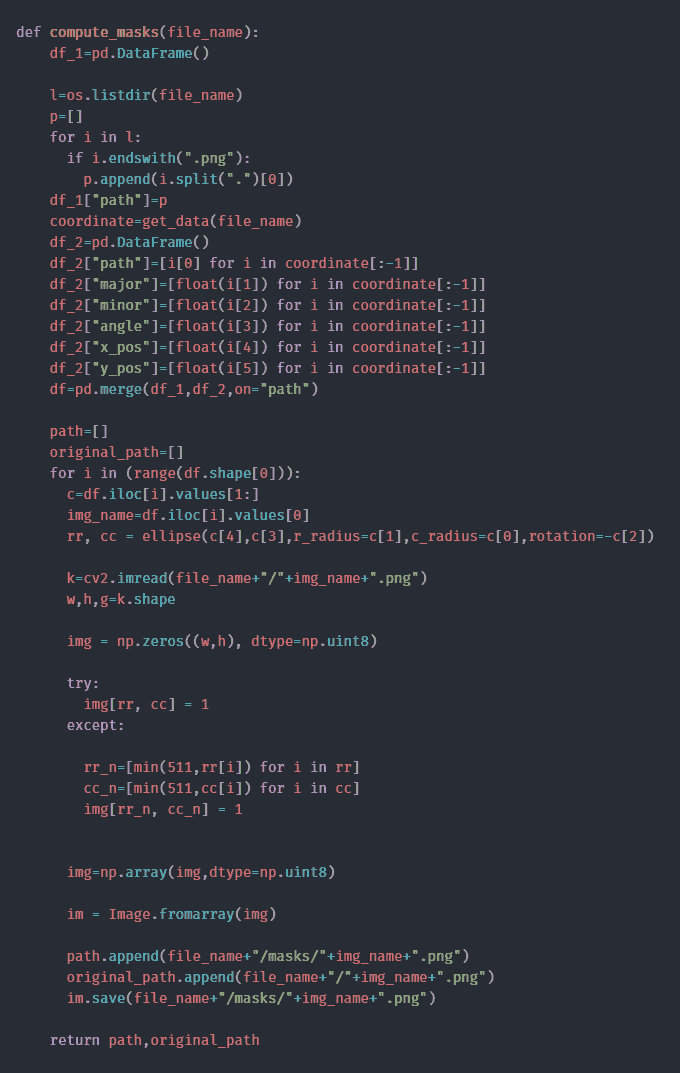 def compute_masks(file_name):
    df_1=pd.DataFrame()

    l=os.listdir(file_name)
    p=[]
    for i in l:
      if i.endswith(".png"):
        p.append(i.split(".")[0])
    df_1["path"]=p
    coordinate=get_data(file_name)
    df_2=pd.DataFrame()
    df_2["path"]=[i[0] for i in coordinate[:-1]]
    df_2["major"]=[float(i[1]) for i in coordinate[:-1]]
    df_2["minor"]=[float(i[2]) for i in coordinate[:-1]]
    df_2["angle"]=[float(i[3]) for i in coordinate[:-1]]
    df_2["x_pos"]=[float(i[4]) for i in coordinate[:-1]]
    df_2["y_pos"]=[float(i[5]) for i in coordinate[:-1]]
    df=pd.merge(df_1,df_2,on="path")

    path=[]
    original_path=[]
    for i in (range(df.shape[0])):
      c=df.iloc[i].values[1:]
      img_name=df.iloc[i].values[0]
      rr, cc = ellipse(c[4],c[3],r_radius=c[1],c_radius=c[0],rotation=-c[2])

      k=cv2.imread(file_name+"/"+img_name+".png")
      w,h,g=k.shape

      img = np.zeros((w,h), dtype=np.uint8)

      try:
        img[rr, cc] = 1
      except:

        rr_n=[min(511,rr[i]) for i in rr]
        cc_n=[min(511,cc[i]) for i in cc]
        img[rr_n, cc_n] = 1


      img=np.array(img,dtype=np.uint8)

      im = Image.fromarray(img)

      path.append(file_name+"/masks/"+img_name+".png")
      original_path.append(file_name+"/"+img_name+".png")
      im.save(file_name+"/masks/"+img_name+".png")

    return path,original_path